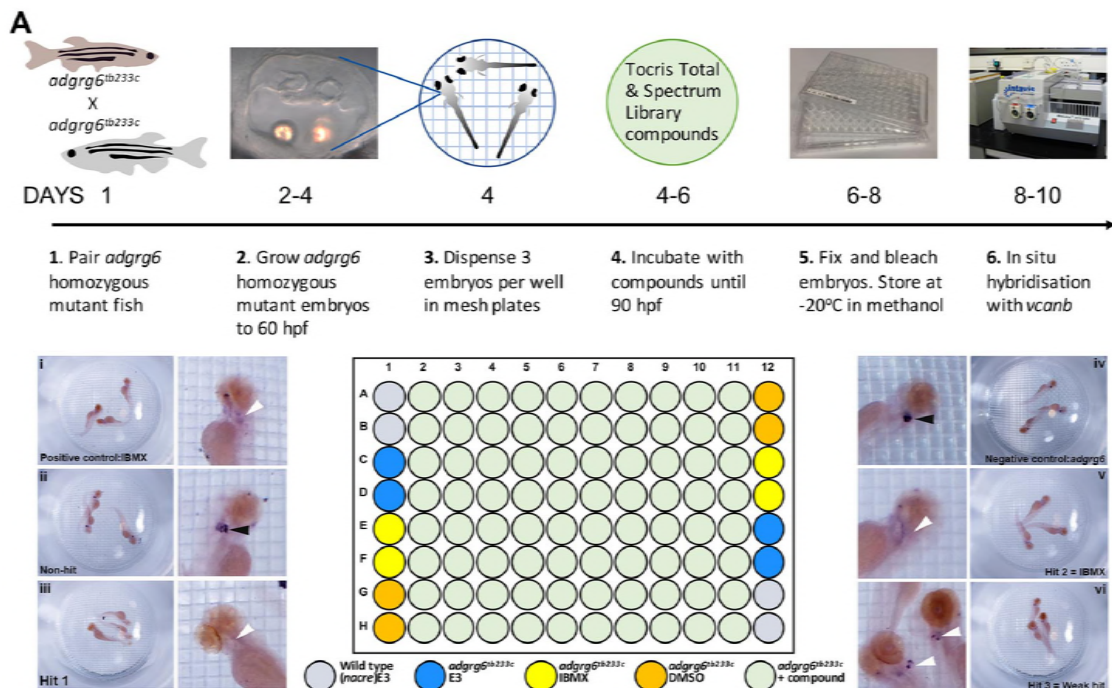 A
adgrg6tb233c
X
adgrg6tb233c
Tocris Total
& Spectrum
Library
compounds
intavis
DAYS 1 2-4 4 4-6 6-8 8-10
1. Pair adgrg6
homozygous
mutant fish
2. Grow adgrg6
homozygous
mutant embryos
to 60 hpf
3. Dispense 3
embryos per well
in mesh plates
4. Incubate with
compounds until
90 hpf
5. Fix and bleach
embryos. Store at
-20°C in methanol
6. In situ
hybridisation
with vcanb
i
Positive control:IBMX
ii
Non-hit
iii
Hit 1
1 2 3 4 5 6 7 8 9 10 11 12
A
B
C
D
E
F
G
H
Wild type
(nacre)E3
adgrg6tb233c
E3
adgrg6tb233c
IBMX
adgrg6tb233c
DMSO
adgrg6tb233c
+ compound
iv
Negative control:adgrg6
v
Hit 2 = IBMX
vi
Hit 3 = Weak hit